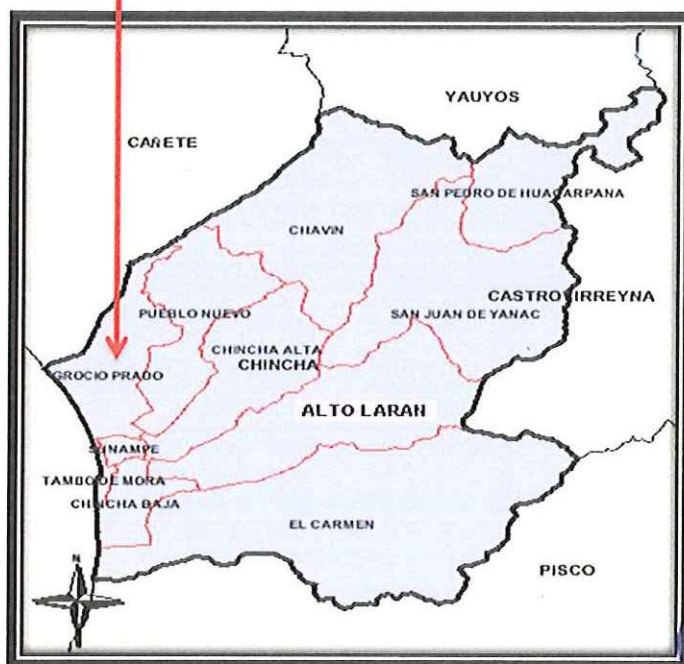 YAUYOS
CAÑETE
SAN PEDRO DE HUACARPANA
CHAVIN
CASTROVIRREYNA
PUEBLO NUEVO
SAN JUAN DE YANAC
CHINCHA ALTA
CHINCHA
GROCIO PRADO
ALTO LARAN
SUNAMPE
TAMBO DE MORA
CHINCHA BAJA
EL CARMEN
N
PISCO